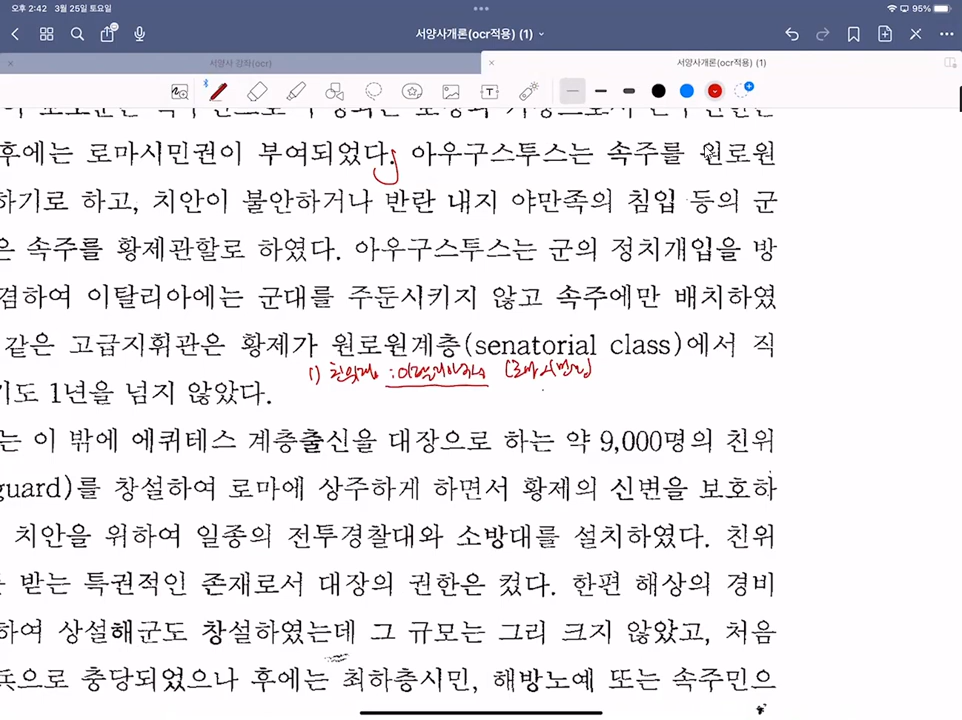 오후 2:42 3월 25일 토요일
95%
서양사개론(ocr적용) (1)
서양사 강화(ocr)
서양사개론(ocr적용) (1)
후에는 로마시민권이 부여되었다. 아우구스투스는 속주를 원로원
하기로 하고, 치안이 불안하거나 반란 내지 야만족의 침입 등의 군
은 속주를 황제관할로 하였다. 아우구스투스는 군의 정치개입을 방
겸하여 이탈리아에는 군대를 주둔시키지 않고 속주에만 배치하였
같은 고급지휘관은 황제가 원로원계층(senatorial class)에서 직
1) 친위대 : 이탈리아 (로마시민)
기도 1년을 넘지 않았다.
는 이 밖에 에퀴테스 계층출신을 대장으로 하는 약 9,000명의 친위
guard)를 창설하여 로마애 상주하게 하면서 황제의 신변을 보호하
치안을 위하여 일종의 전투경찰대와 소방대를 설치하였다. 친위
받는 특권적인 존재로서 대장의 권한은 컸다. 한편 해상의 경비
하여 상설해군도 창설하였는데 그 규모는 그리 크지 않았고, 처음
兵으로 충당되었으나 후에는 최하층시민, 해방노예 또는 속주민으